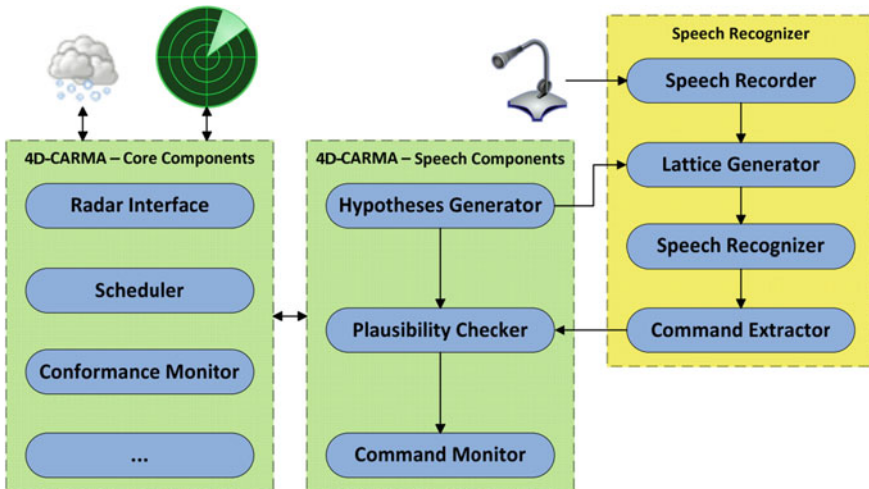 4D-CARMA – Core Components
Radar Interface
Scheduler
Conformance Monitor
...
4D-CARMA – Speech Components
Hypotheses Generator
Plausibility Checker
Command Monitor
Speech Recognizer
Speech Recorder
Lattice Generator
Speech Recognizer
Command Extractor